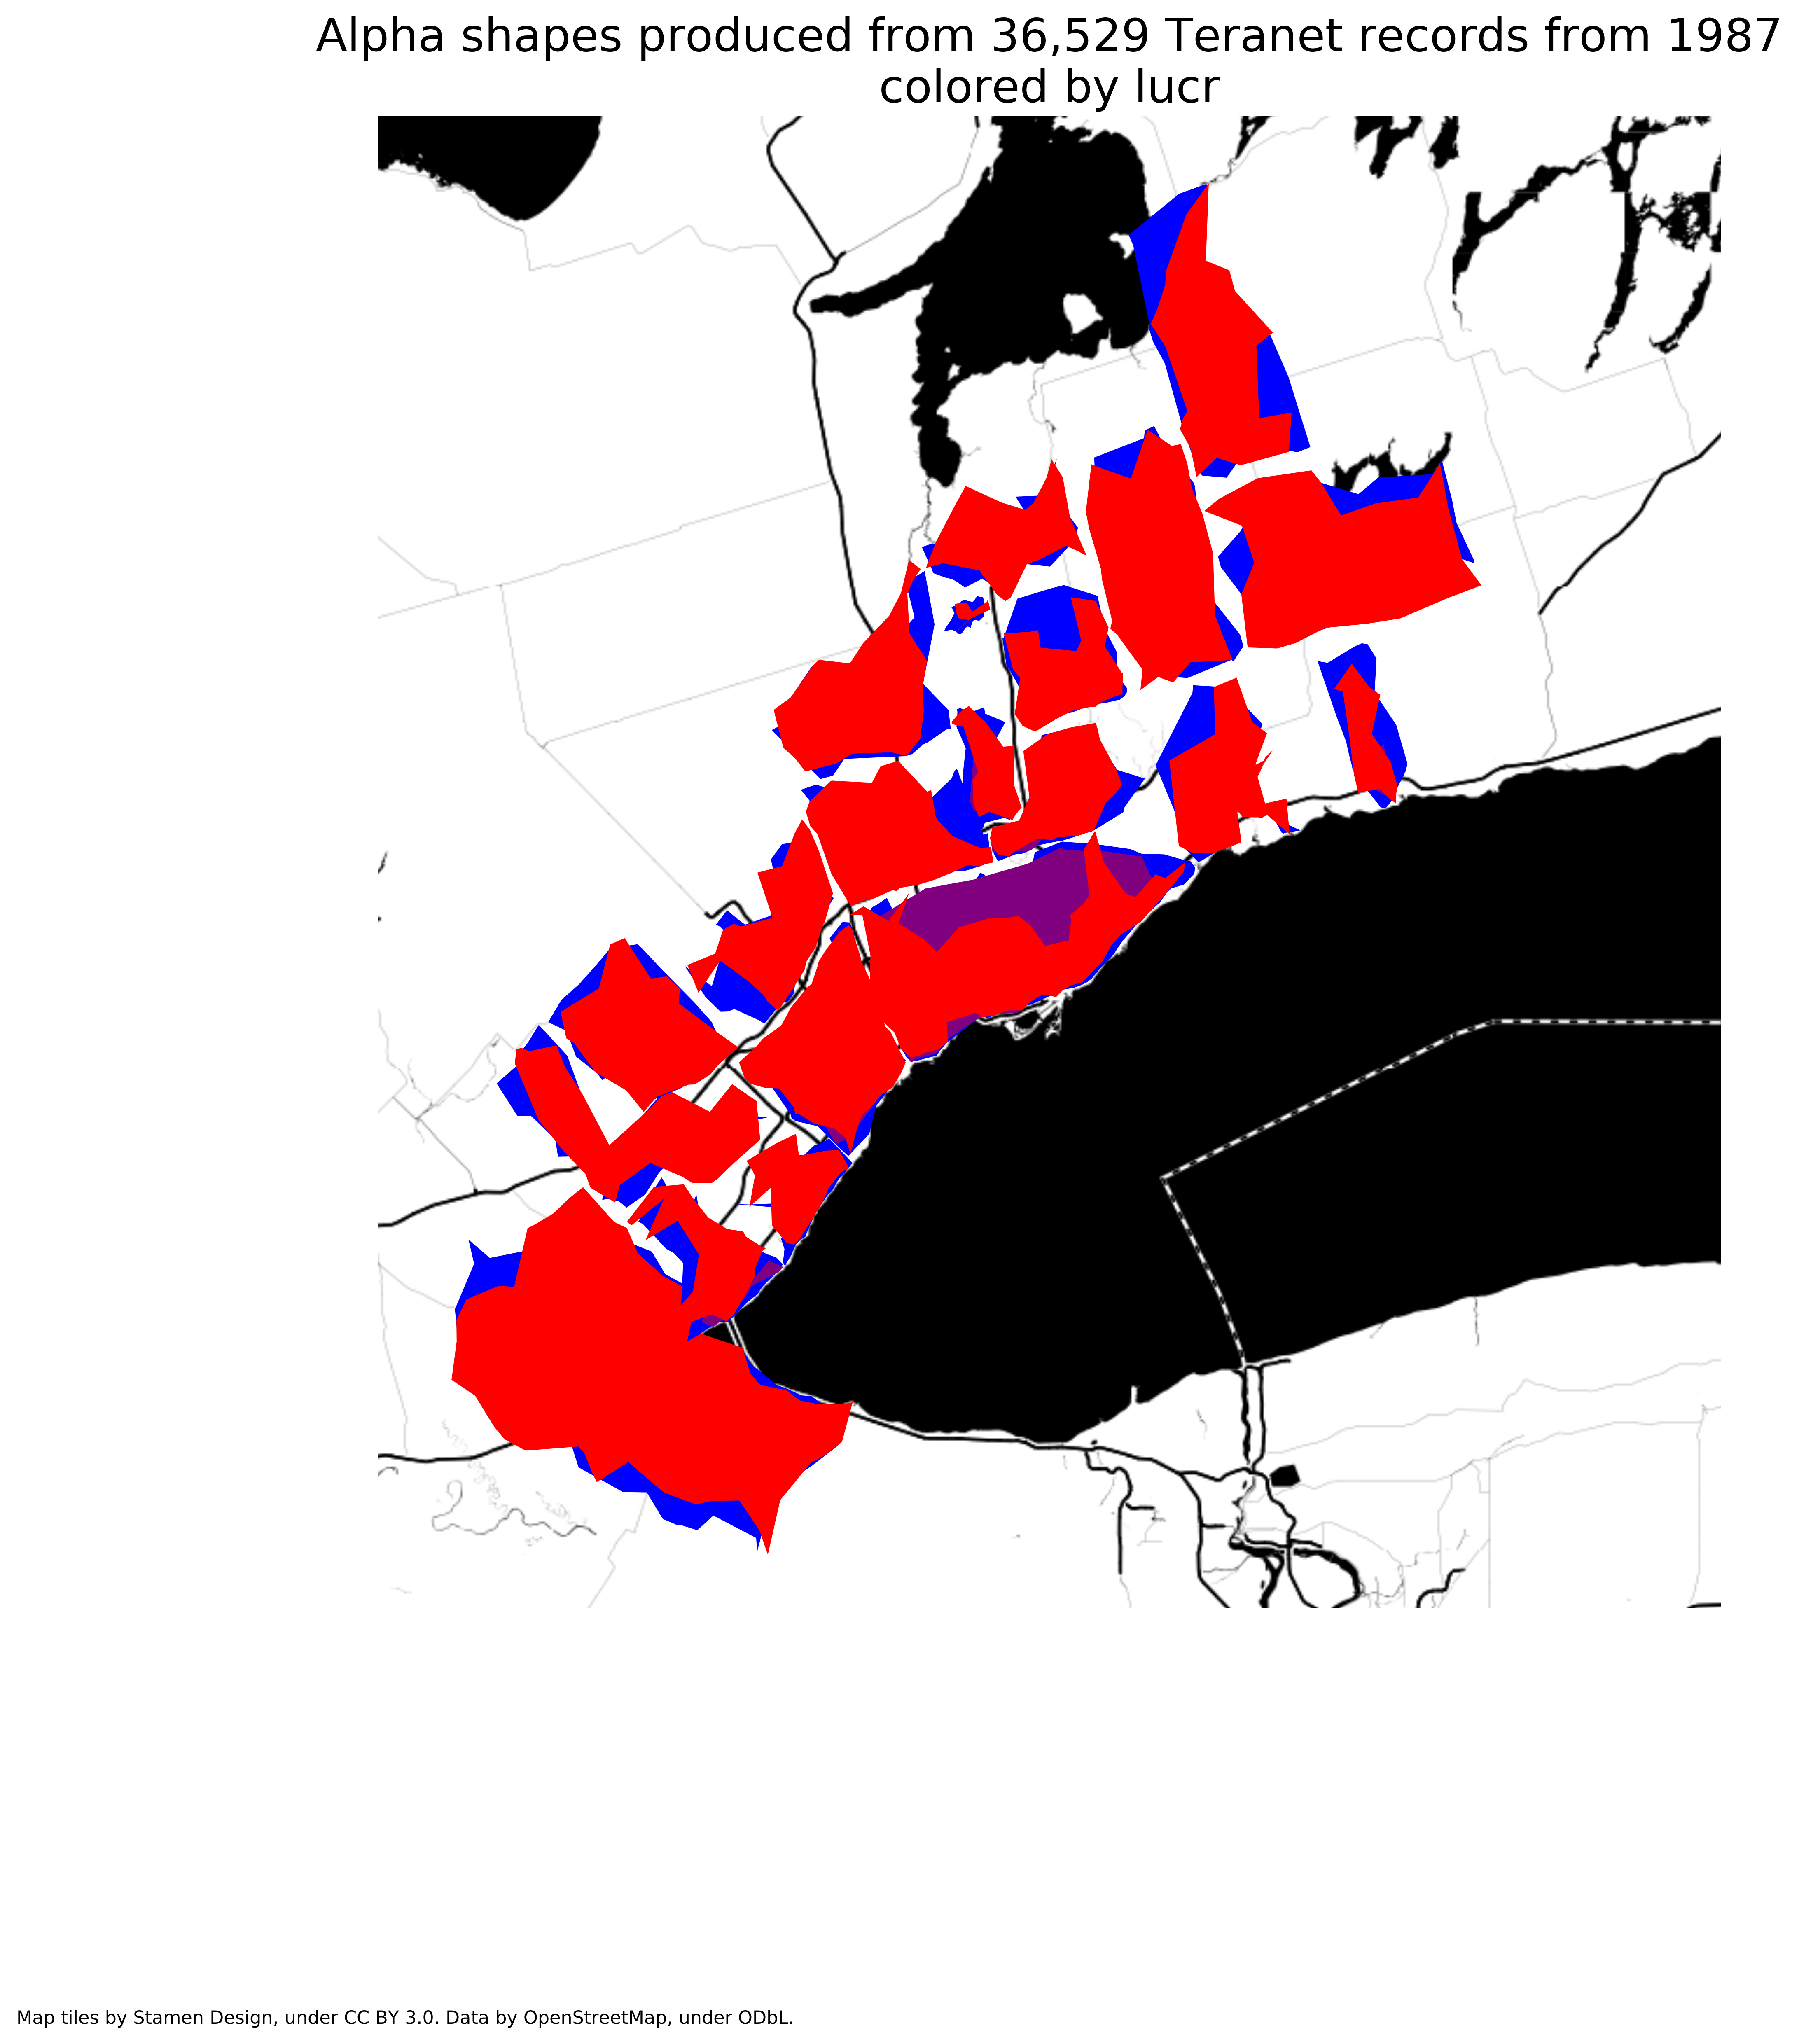 Alpha shapes produced from 36,529 Teranet records from 1987
colored by lucr
Map tiles by Stamen Design, under CC BY 3.0. Data by OpenStreetMap, under ODbL.